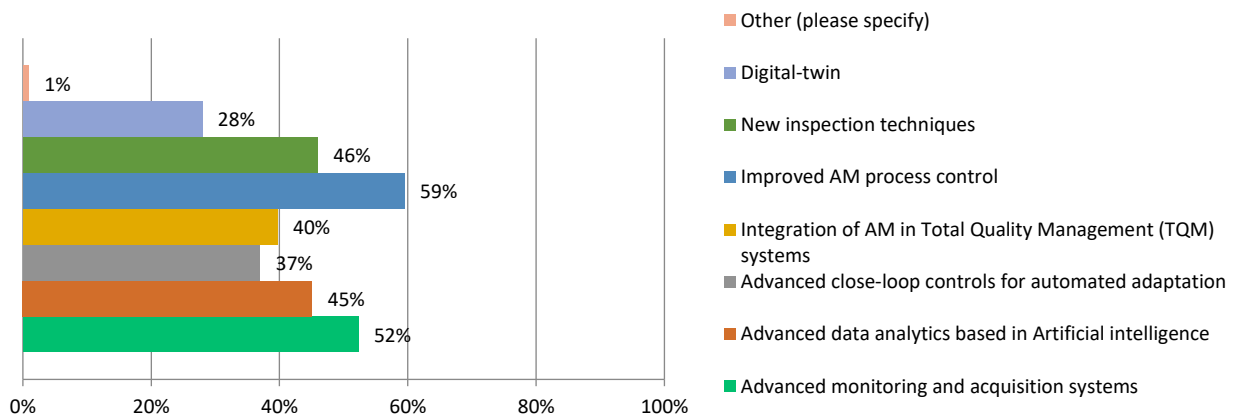 Other (please specify)
1%
Digital-twin
28%
New inspection techniques
46%
Improved AM process control
59%
Integration of AM in Total Quality Management (TQM)
systems
40%
Advanced close-loop controls for automated adaptation
37%
Advanced data analytics based in Artificial intelligence
45%
Advanced monitoring and acquisition systems
52%
0% 20% 40% 60% 80% 100%